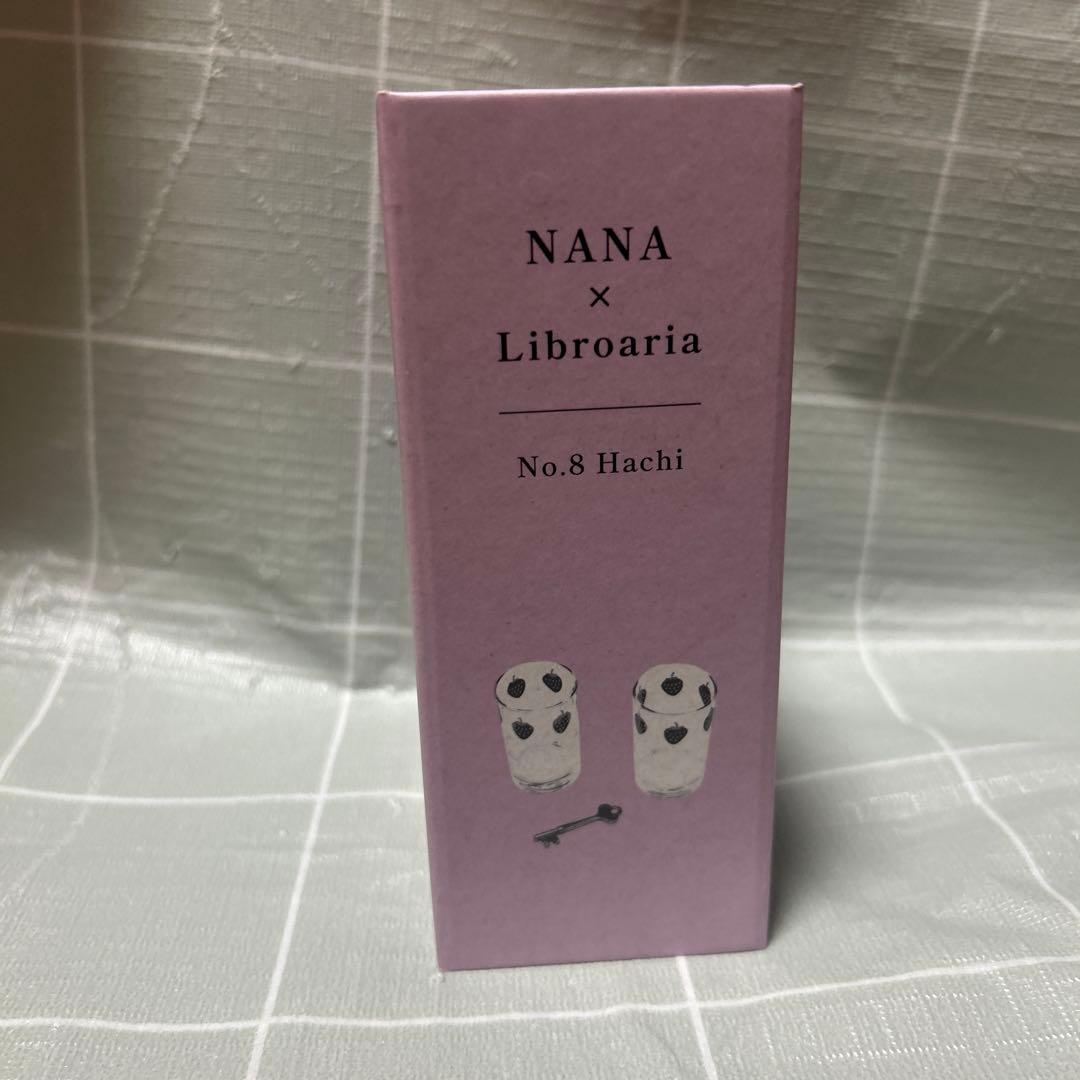 NANA
×
Libroaria
No.8 Hachi